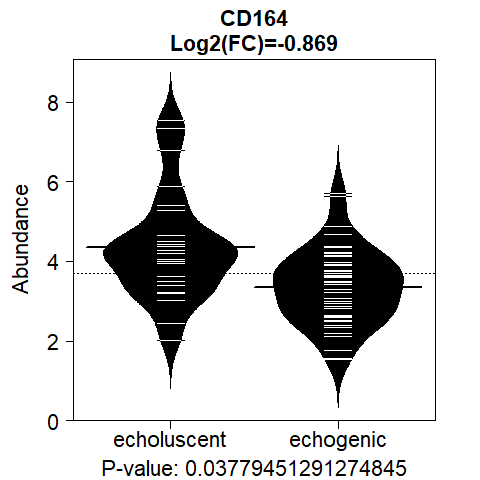 CD164
Log2(FC)=-0.869
Abundance
8
6
4
2
0
echoluscent echogenic
P-value: 0.03779451291274845